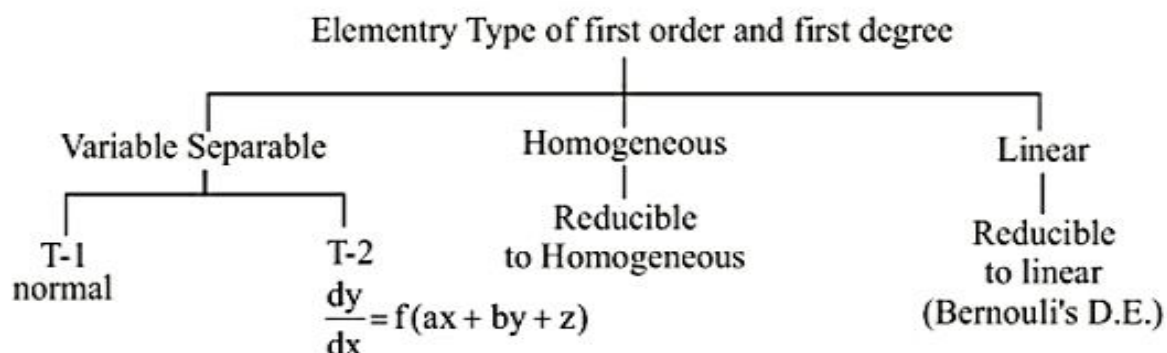 Elementry Type of first order and first degree
Variable Separable
Homogeneous
Linear
T-1
normal
T-2
dy/dx = f(ax + by + z)
Reducible
to Homogeneous
Reducible
to linear
(Bernouli's D.E.)